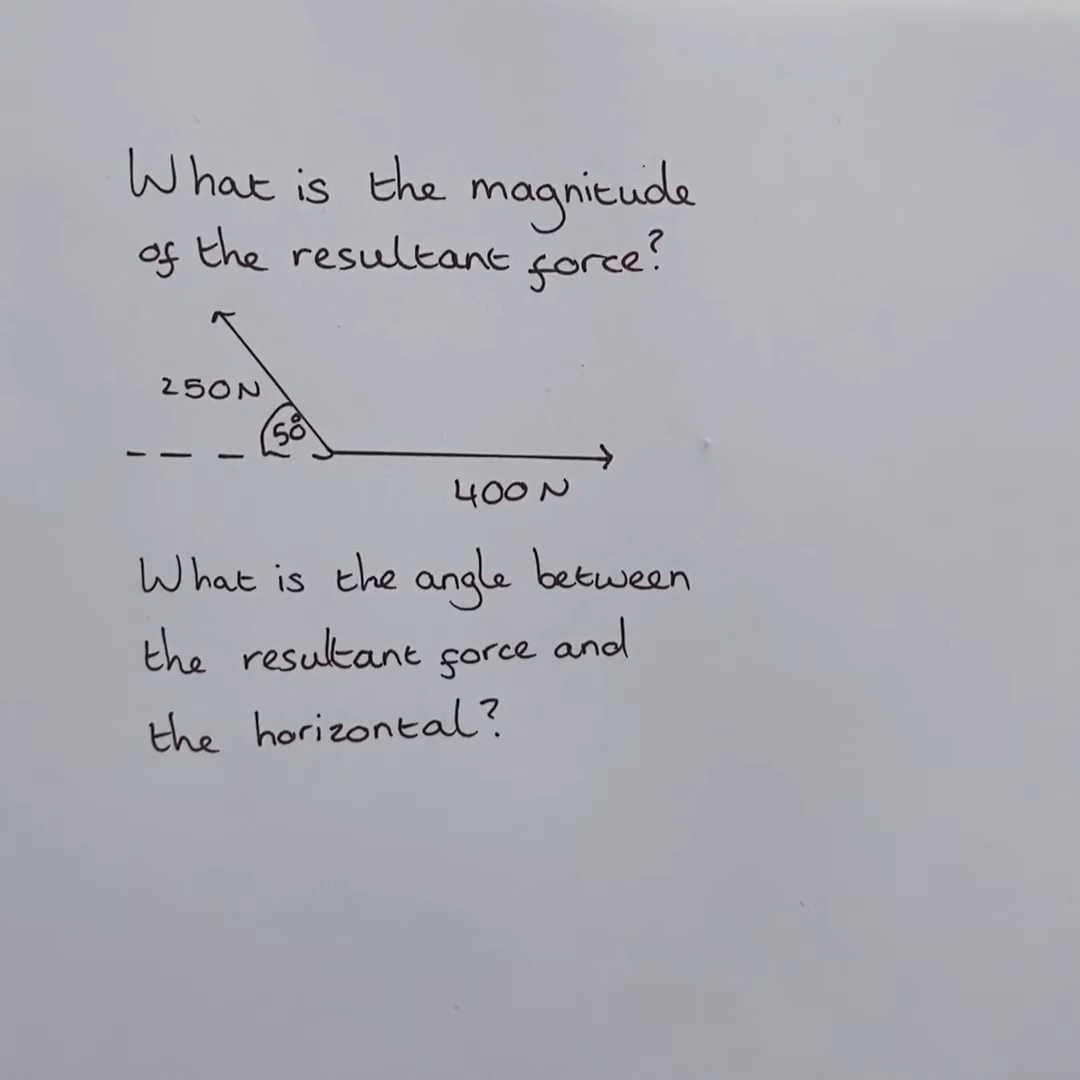 What is the magnitude
of the resultant force?
250N
50°
400N
What is the angle between
the resultant force and
the horizontal?